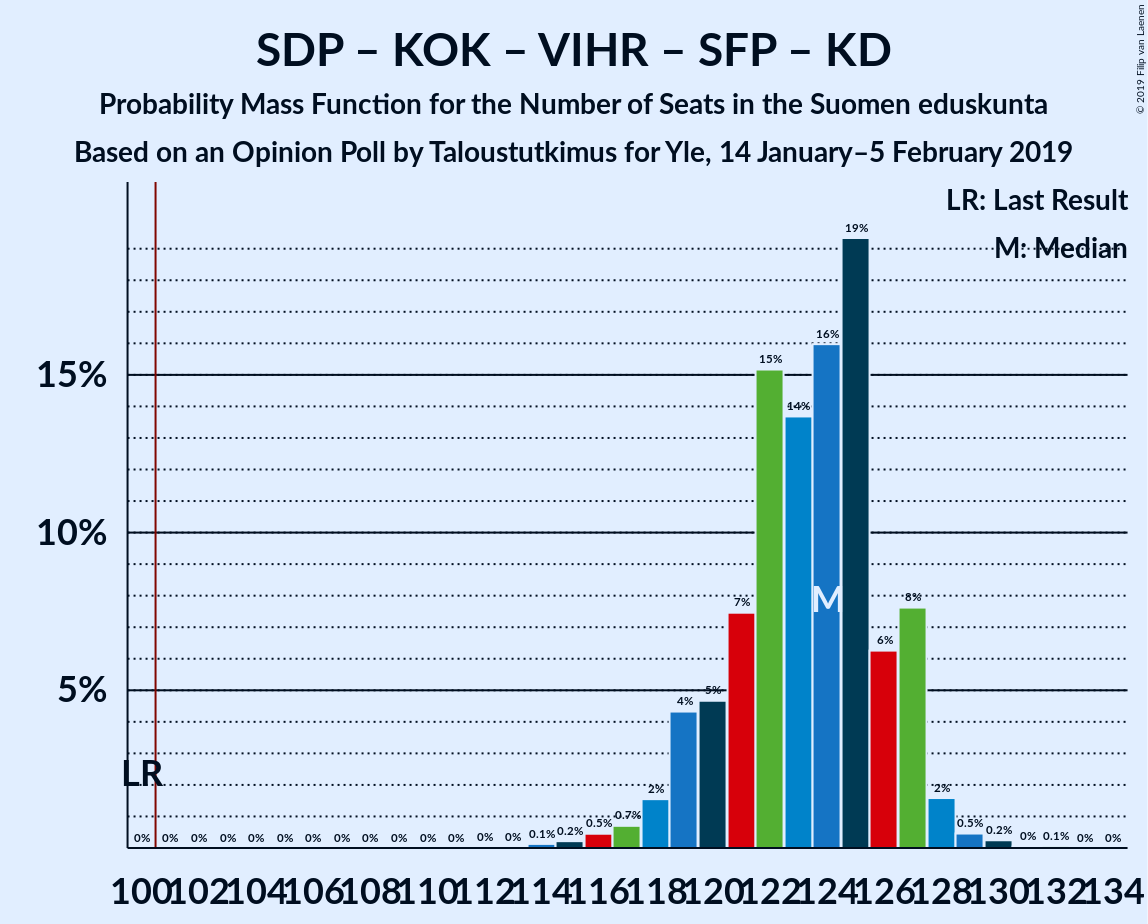 SDP – KOK – VIHR – SFP – KD
Probability Mass Function for the Number of Seats in the Suomen eduskunta
Based on an Opinion Poll by Taloustutkimus for Yle, 14 January–5 February 2019
© 2019 Filip van Laenen
LR: Last Result
M: Median
15%
10%
5%
LR
M
0% 0% 0% 0% 0% 0% 0% 0% 0% 0% 0% 0% 0% 0% 0.1% 0.2% 0.5% 0.7% 2% 4% 5% 7% 15% 14% 16% 19% 6% 8% 2% 0.5% 0.2% 0% 0.1% 0% 0%
100 102 104 106 108 110 112 114 116 118 120 122 124 126 128 130 132 134